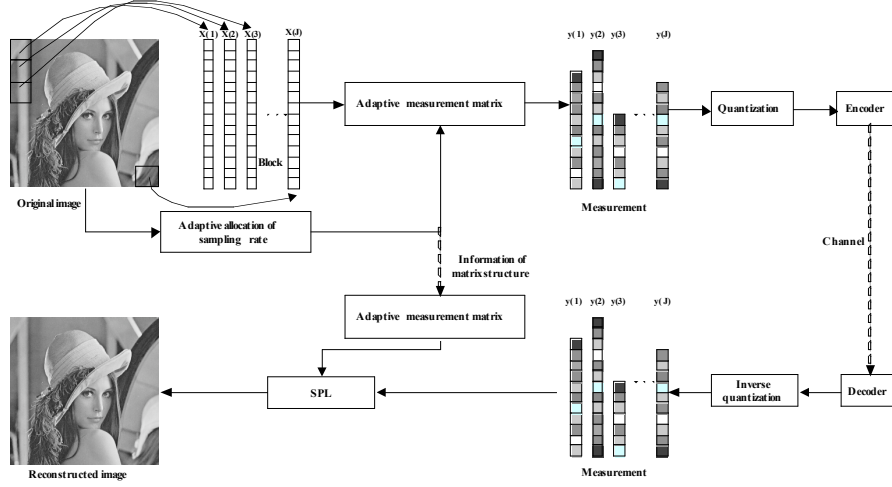 X(1) X(2) X(3) X(J)
y(1) y(2) y(3) y(J)
Adaptive measurement matrix
Quantization
Encoder
Block
Original image
Measurement
Adaptive allocation of
sampling rate
Channel
Information of
matrix structure
y(1) y(2) y(3) y(J)
Adaptive measurement matrix
SPL
Inverse
quantization
Decoder
Reconstructed image
Measurement